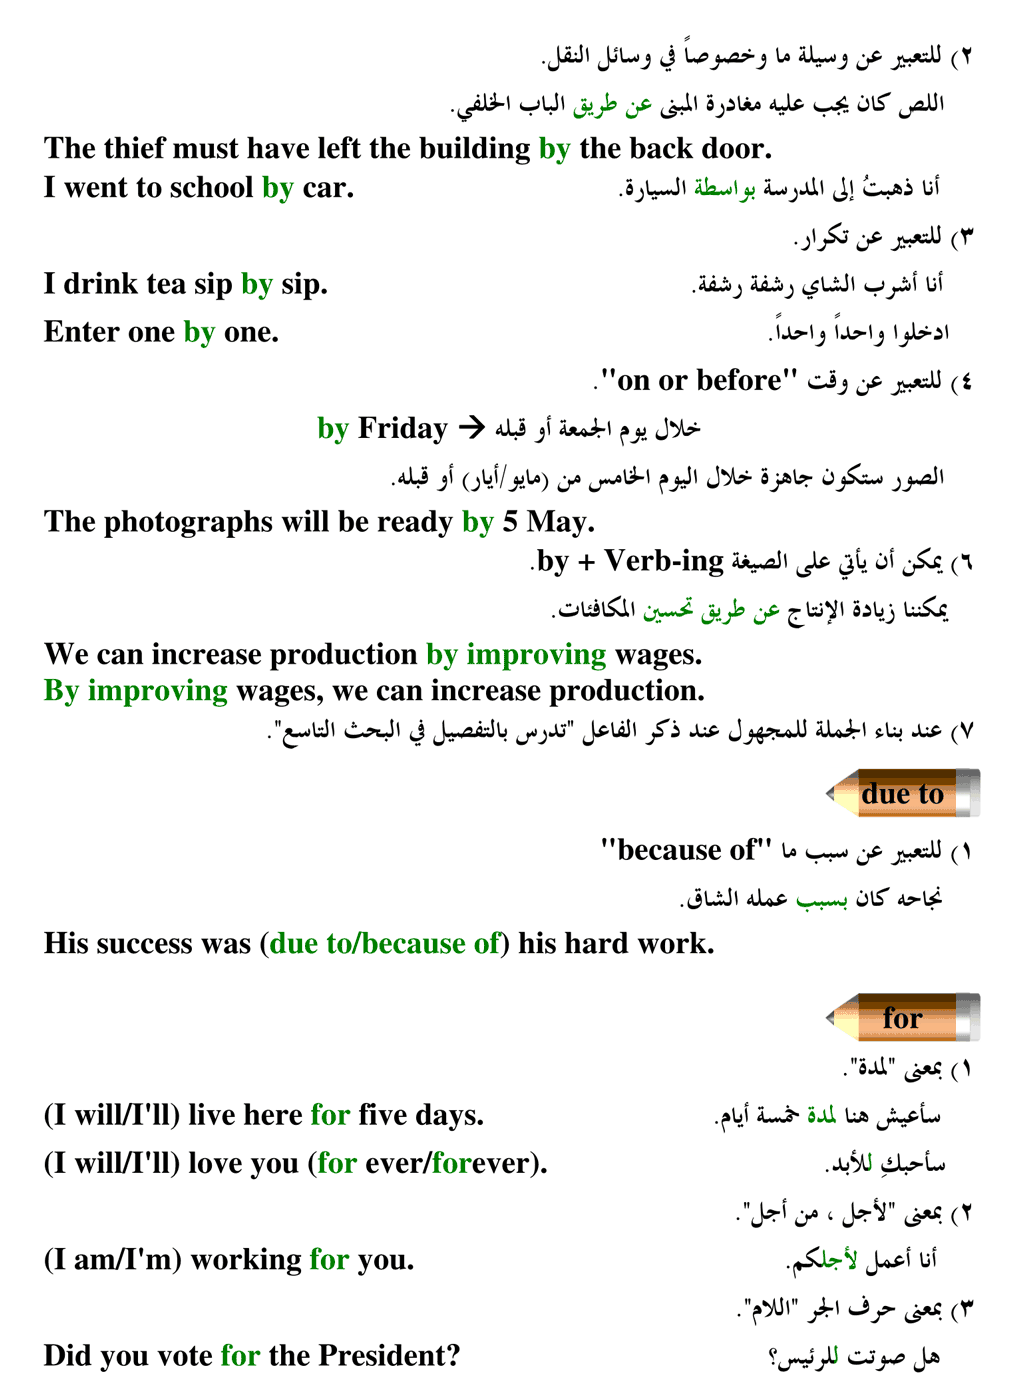 ٢) للتعبير عن وسيلة ما وخصوصاً في وسائل النقل.
اللص كان يجب عليه مغادرة المبنى عن طريق الباب الخلفي.
The thief must have left the building by the back door.
I went to school by car. أنا ذهبتُ إلى المدرسة بواسطة السيارة.
٣) للتعبير عن تكرار.
I drink tea sip by sip. أنا أشرب الشاي رشفة رشفة.
Enter one by one. ادخلوا واحداً واحداً.
٤) للتعبير عن وقت "on or before".
خلال يوم الجمعة أو قبله → by Friday
الصور ستكون جاهزة خلال اليوم الخامس من (مايو/أيار) أو قبله.
The photographs will be ready by 5 May.
٦) يمكن أن يأتي على الصيغة by + Verb-ing.
يمكننا زيادة الإنتاج عن طريق تحسين المكافئات.
We can increase production by improving wages.
By improving wages, we can increase production.
٧) عند بناء الجملة للمجهول عند ذكر الفاعل "تدرس بالتفصيل في البحث التاسع".
due to
١) للتعبير عن سبب ما "because of"
نجاحه كان بسبب عمله الشاق.
His success was (due to/because of) his hard work.
for
١) بمعنى "لمدة".
(I will/I'll) live here for five days. سأعيش هنا لمدة خمسة أيام.
(I will/I'll) love you (for ever/forever). سأحبكِ للأبد.
٢) بمعنى "لأجل ، من أجل".
(I am/I'm) working for you. أنا أعمل لأجلكم.
٣) بمعنى حرف الجر "اللام".
Did you vote for the President? هل صوتت للرئيس؟